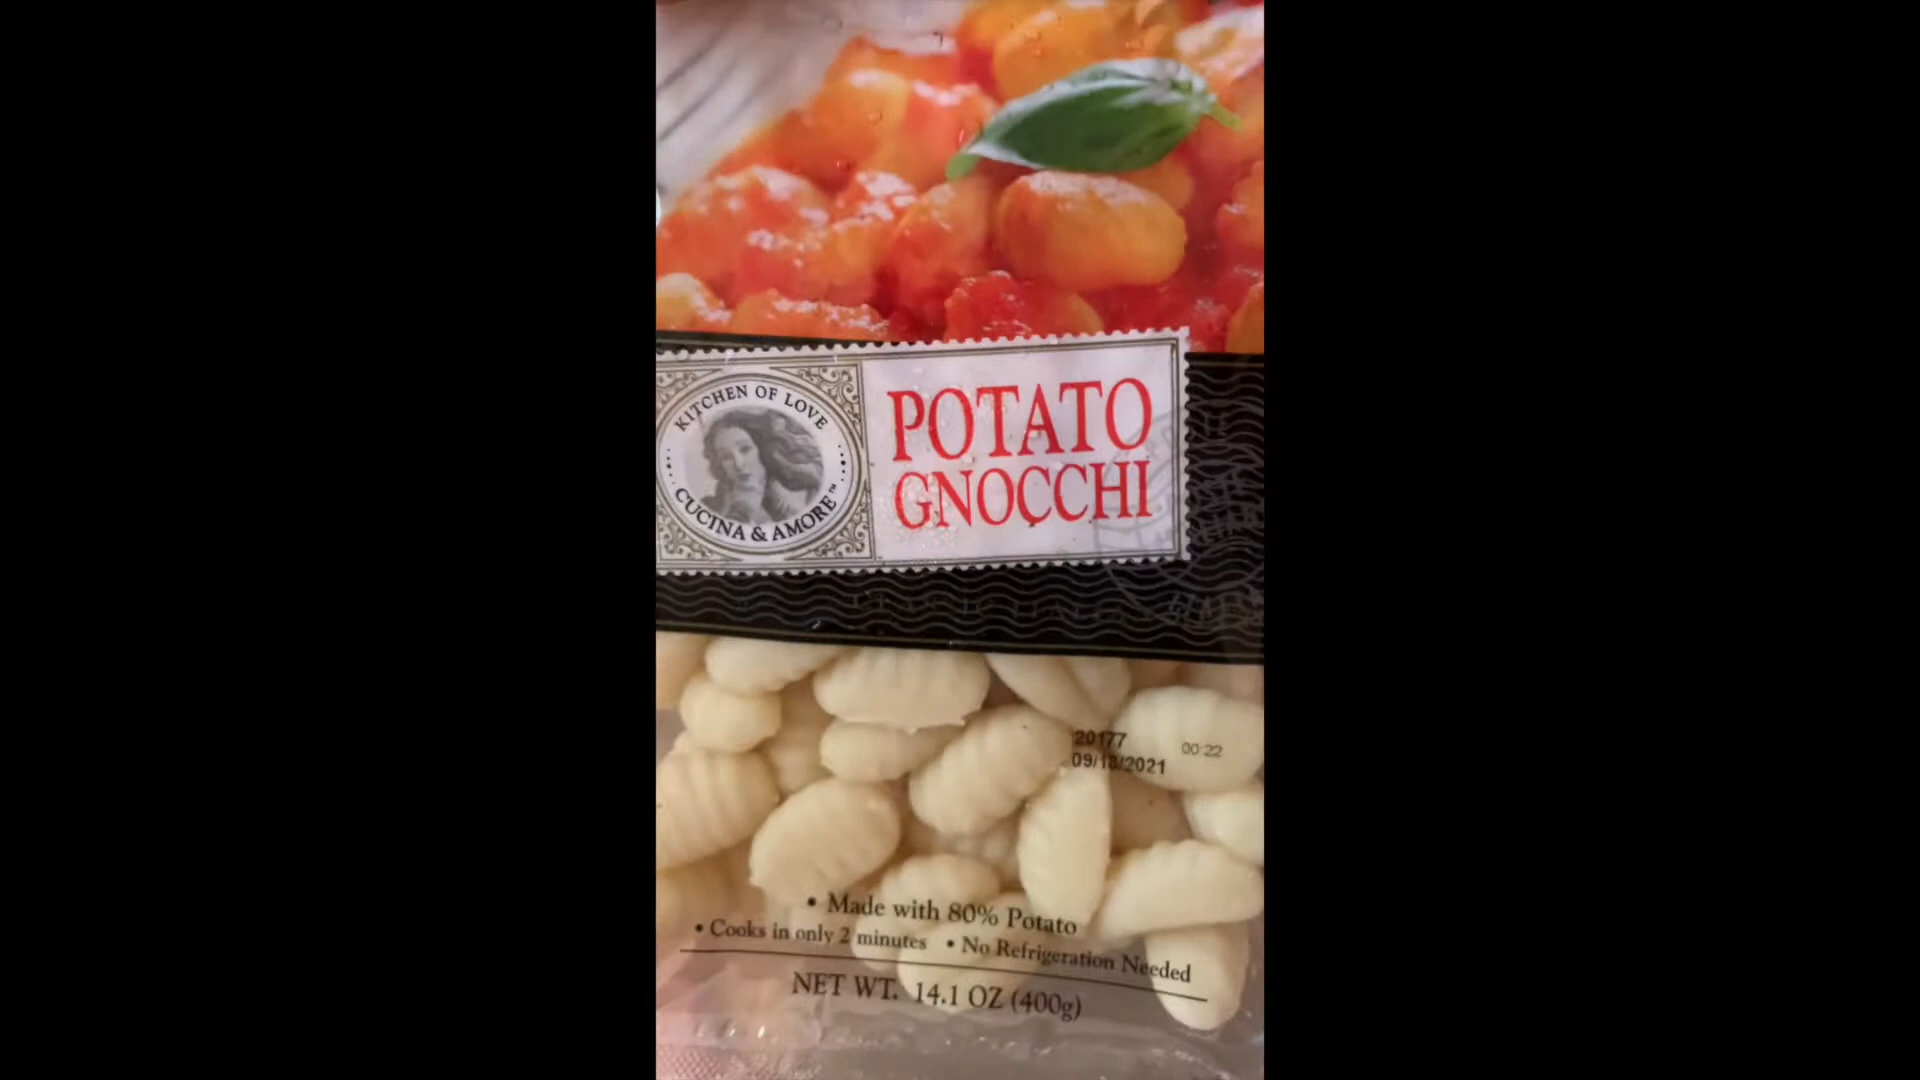 KITCHEN OF LOVE
CUCINA & AMORE™
POTATO
GNOCCHI
20177
09/18/2021
00:22
• Made with 80% Potato
• Cooks in only 2 minutes • No Refrigeration Needed
NET WT. 14.1 OZ (400g)